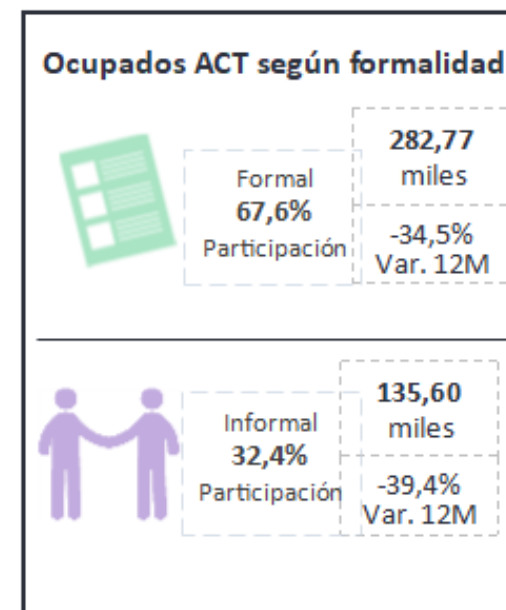 Ocupados ACT según formalidad
282,77
miles
Formal
67,6%
Participación
-34,5%
Var. 12M
135,60
miles
Informal
32,4%
Participación
-39,4%
Var. 12M